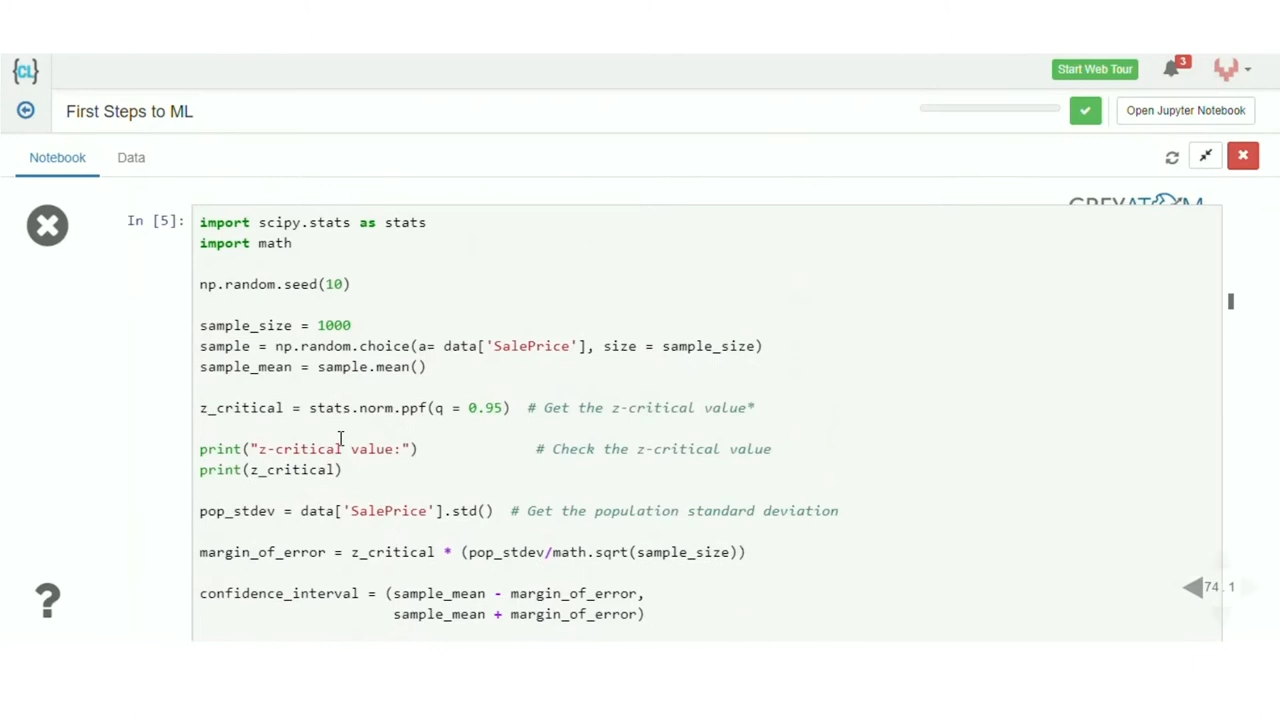 {CL}
Start Web Tour
3
First Steps to ML
Open Jupyter Notebook
Notebook
Data
GREYATOM
In [5]:
import scipy.stats as stats
import math
np.random.seed(10)
sample_size = 1000
sample = np.random.choice(a= data['SalePrice'], size = sample_size)
sample_mean = sample.mean()
z_critical = stats.norm.ppf(q = 0.95)  # Get the z-critical value*
print("z-critical value:")              # Check the z-critical value
print(z_critical)
pop_stdev = data['SalePrice'].std()  # Get the population standard deviation
margin_of_error = z_critical * (pop_stdev/math.sqrt(sample_size))
confidence_interval = (sample_mean - margin_of_error,
sample_mean + margin_of_error)
?
74.1